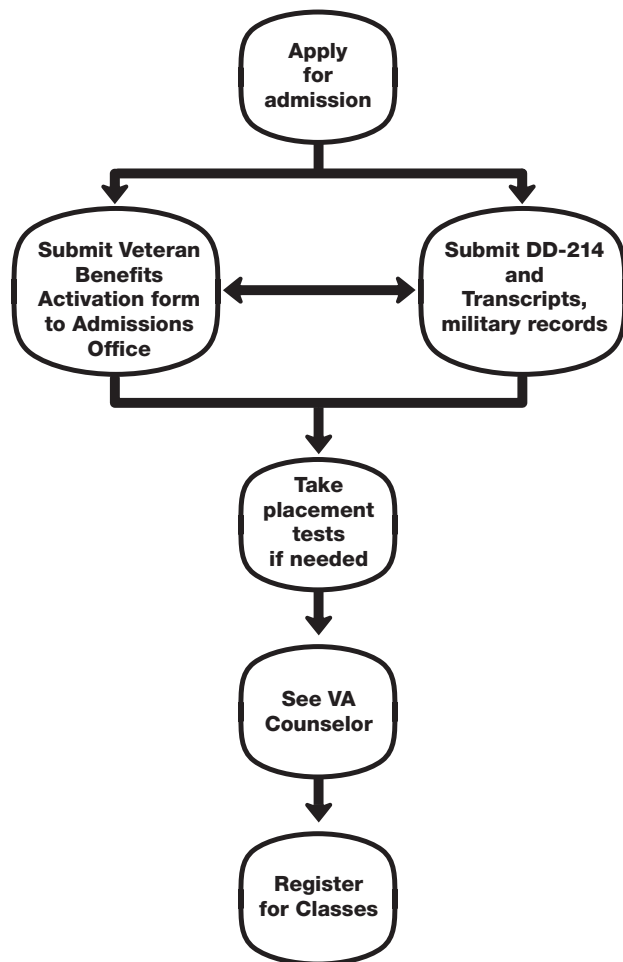 Apply
for
admission
Submit Veteran
Benefits
Activation form
to Admissions
Office
Submit DD-214
and
Transcripts,
military records
Take
placement
tests
if needed
See VA
Counselor
Register
for Classes